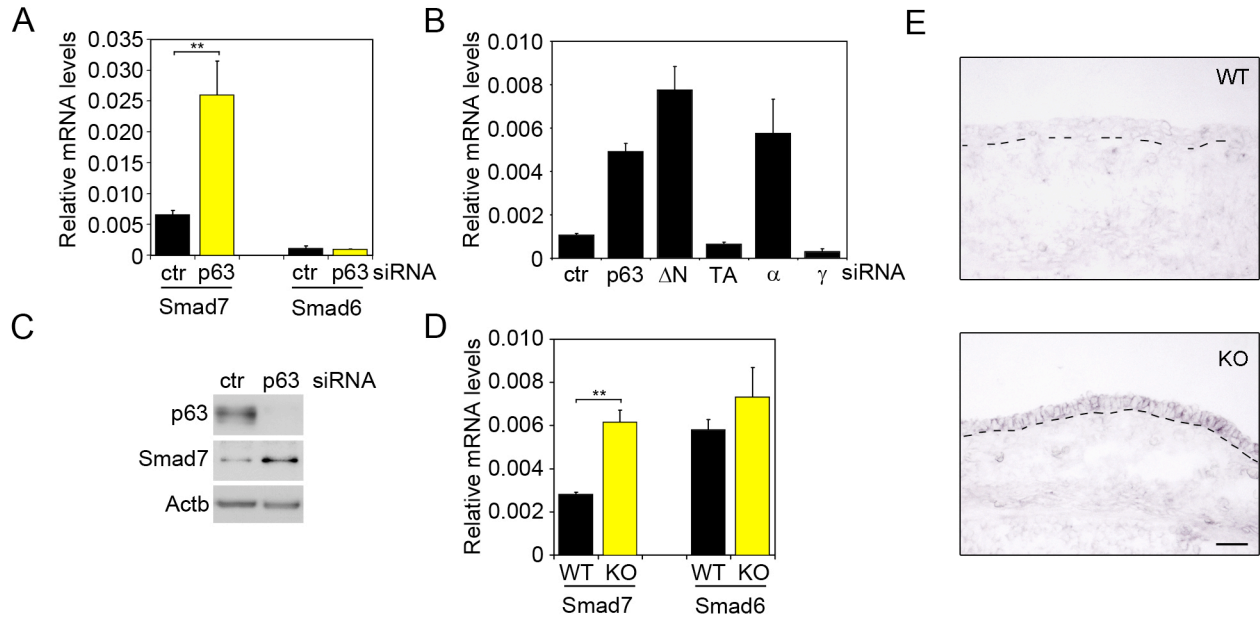 A
Relative mRNA levels
0.035
0.030
0.025
0.020
0.015
0.010
0.005
0
**
ctr p63 ctr p63 siRNA
Smad7 Smad6
B
Relative mRNA levels
0.010
0.008
0.006
0.004
0.002
0
ctr p63 ΔN TA α γ siRNA
C
ctr p63 siRNA
p63
Smad7
Actb
D
Relative mRNA levels
0.010
0.008
0.006
0.004
0.002
0
**
WT KO WT KO
Smad7 Smad6
E
WT
KO